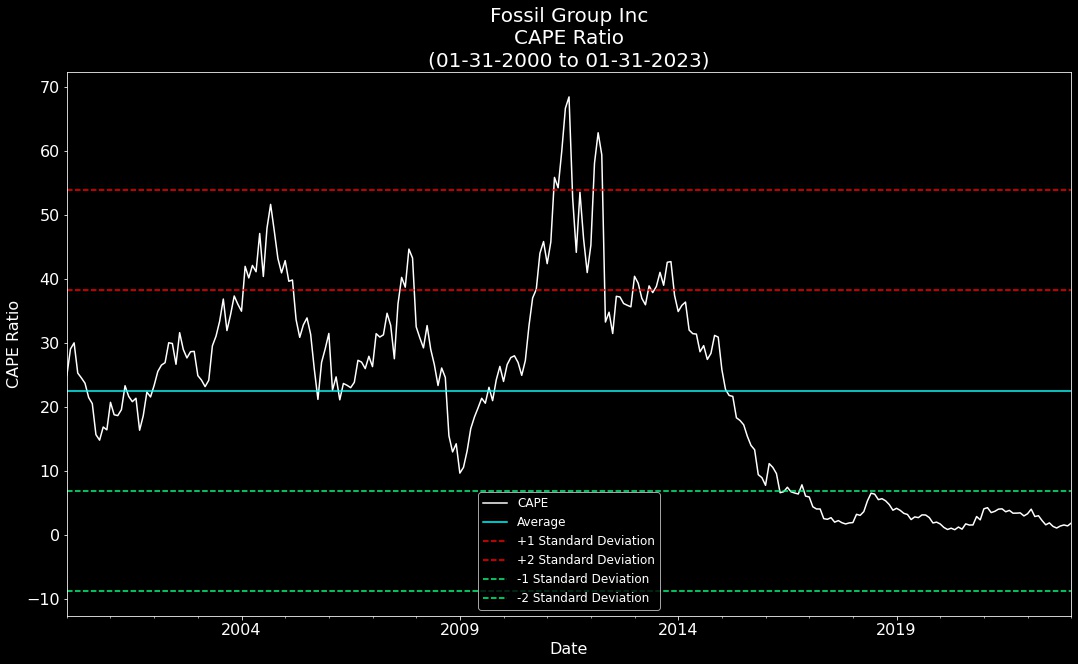 Fossil Group Inc
CAPE Ratio
(01-31-2000 to 01-31-2023)
CAPE Ratio
70
60
50
40
30
20
10
0
−10
CAPE
Average
+1 Standard Deviation
+2 Standard Deviation
-1 Standard Deviation
-2 Standard Deviation
2004
2009
2014
2019
Date